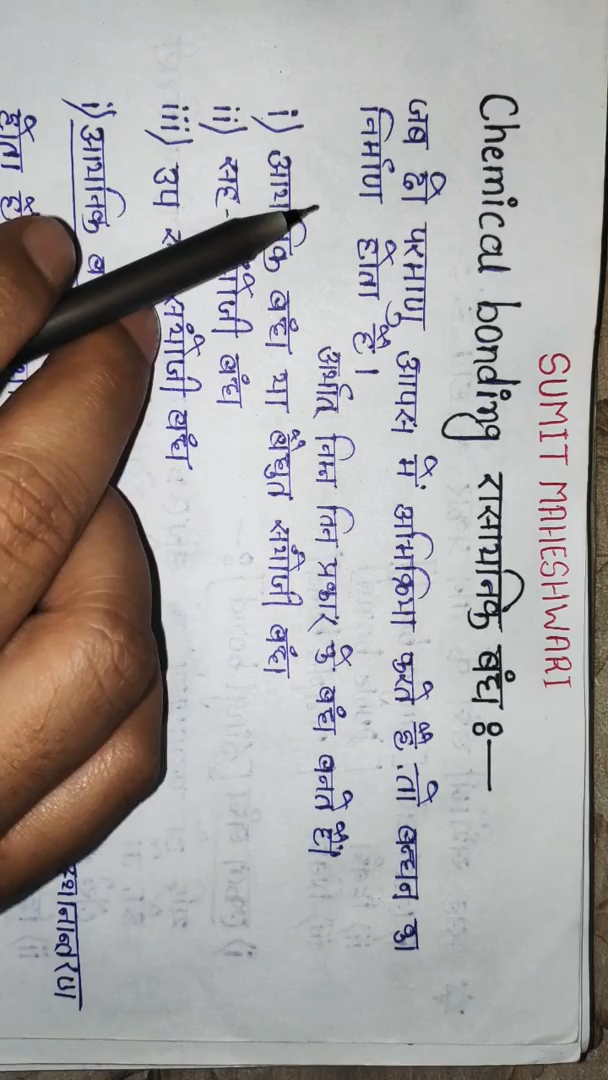 SUMIT MAHESHWARI
Chemical bonding रासायनिक बंध :—
जब दो परमाणु आपस में अभिक्रिया करते है. तो बन्धन का
निर्माण होता है।
अर्थात् निम्न तिन प्रकार के बंध बनते है।
i) आयनिक बंध या वैधुत संयोजी बंध
ii) सह- संयोजी बंध
iii) उप संयोजी बंध
i) आयनिक
होता है